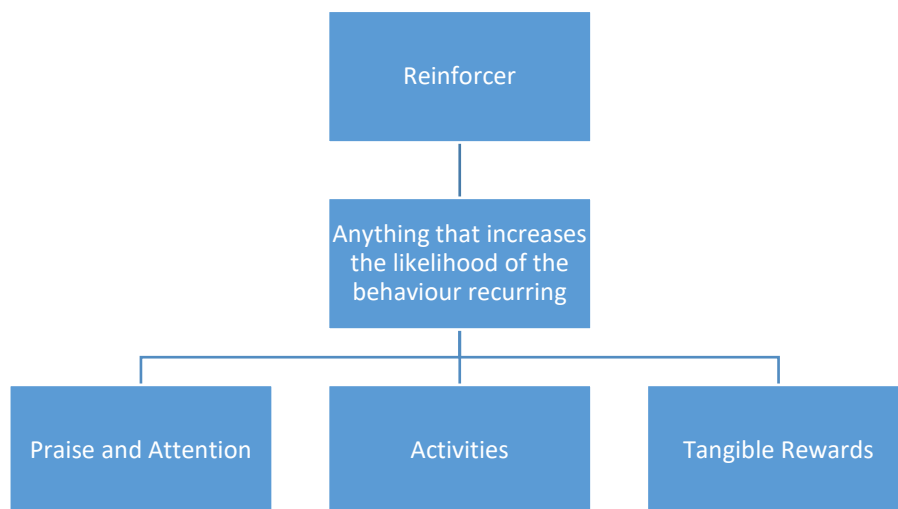 Reinforcer
Anything that increases
the likelihood of the
behaviour recurring
Praise and Attention
Activities
Tangible Rewards